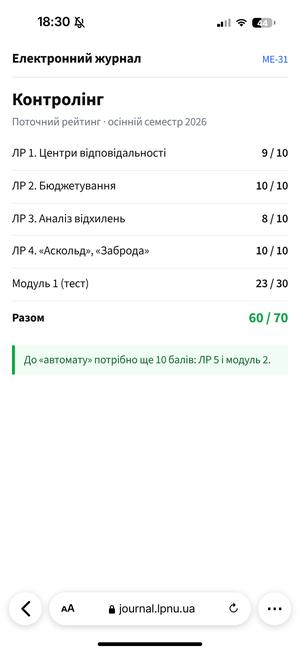 18:30
44
Електронний журнал
МЕ-31
Контролінг
Поточний рейтинг · осінній семестр 2026
ЛР 1. Центри відповідальності 9 / 10
ЛР 2. Бюджетування 10 / 10
ЛР 3. Аналіз відхилень 8 / 10
ЛР 4. «Аскольд», «Заброда» 10 / 10
Модуль 1 (тест) 23 / 30
Разом 60 / 70
До «автомату» потрібно ще 10 балів: ЛР 5 і модуль 2.
AA journal.lpnu.ua